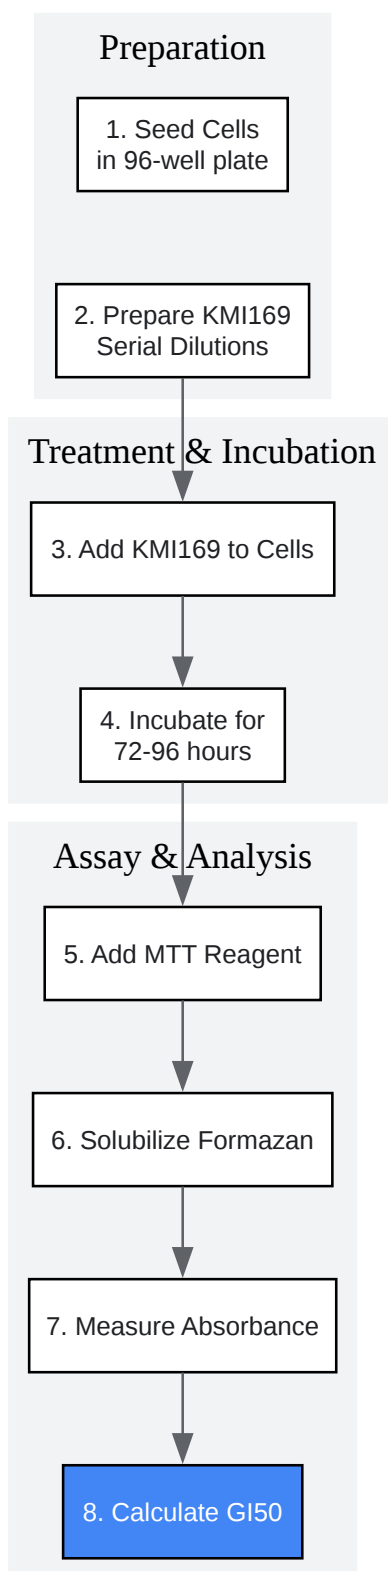 Preparation
1. Seed Cells
in 96-well plate
2. Prepare KMI169
Serial Dilutions
Treatment & Incubation
3. Add KMI169 to Cells
4. Incubate for
72-96 hours
Assay & Analysis
5. Add MTT Reagent
6. Solubilize Formazan
7. Measure Absorbance
8. Calculate GI50